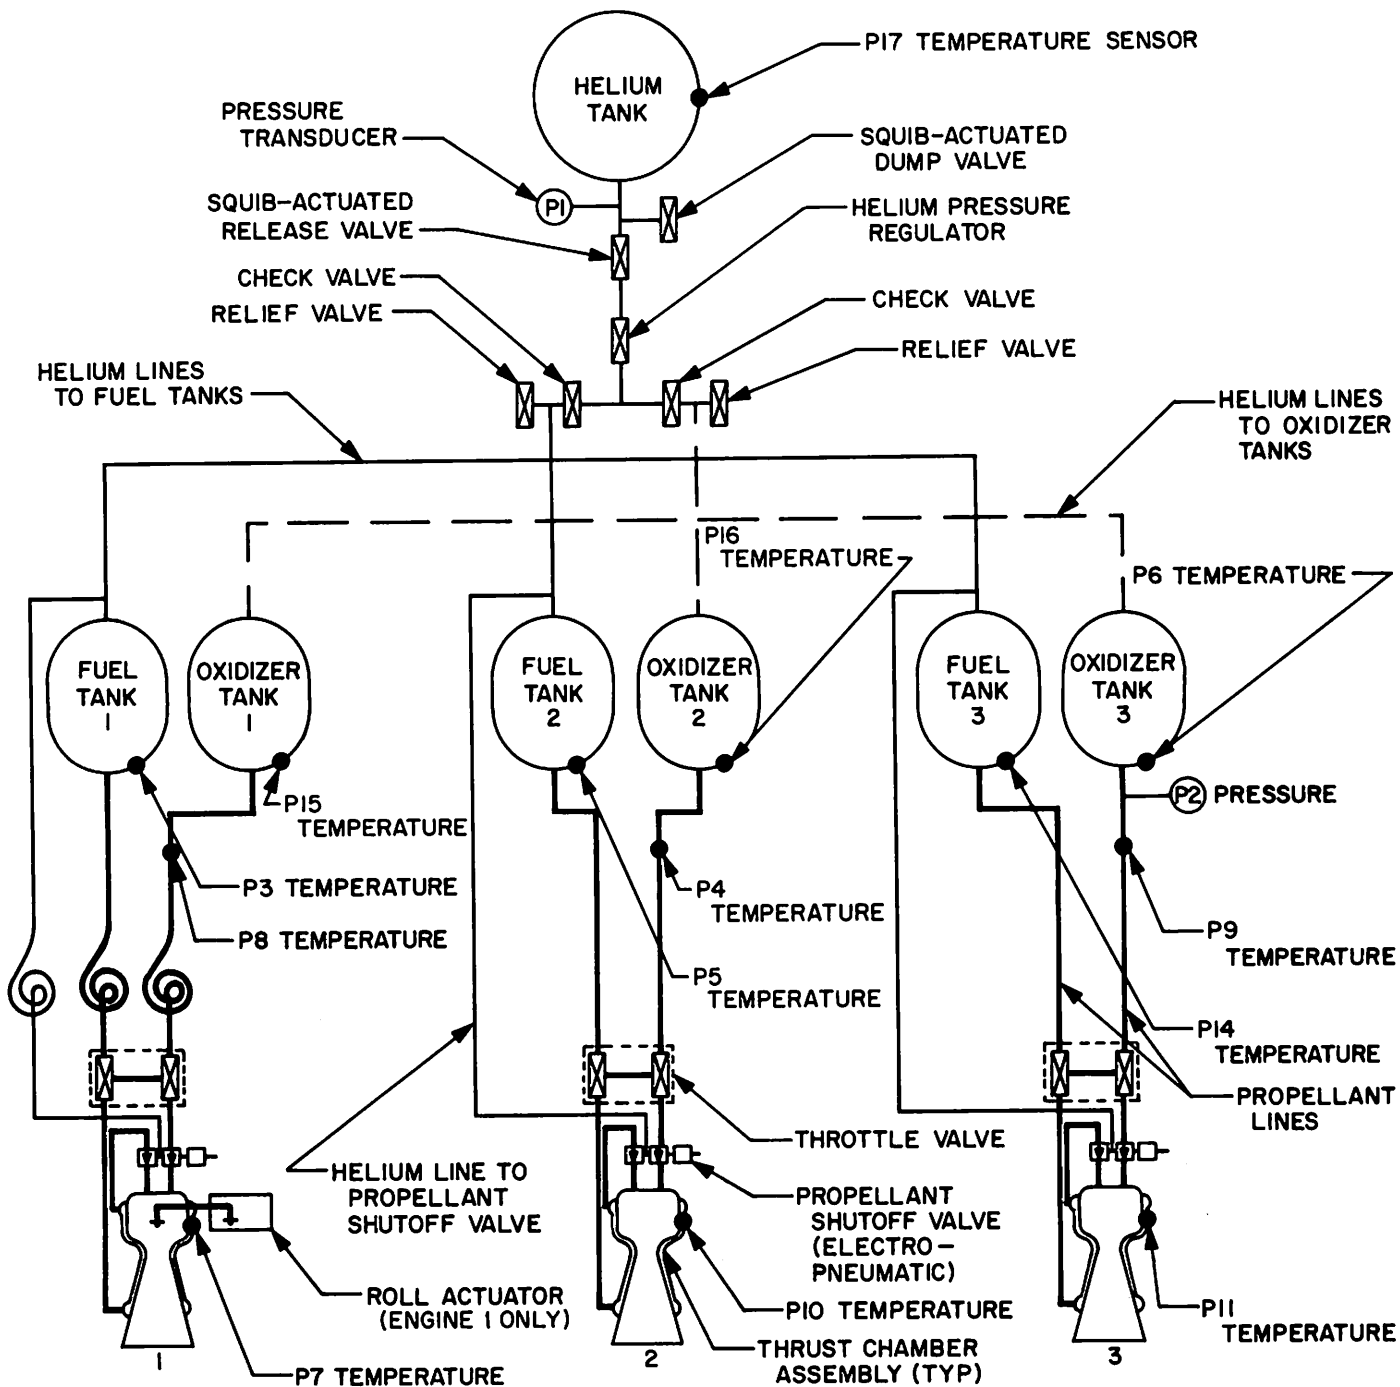 P17 TEMPERATURE SENSOR
HELIUM
TANK
PRESSURE
TRANSDUCER
SQUIB-ACTUATED
DUMP VALVE
P1
SQUIB-ACTUATED
RELEASE VALVE
HELIUM PRESSURE
REGULATOR
CHECK VALVE
RELIEF VALVE
CHECK VALVE
RELIEF VALVE
HELIUM LINES
TO FUEL TANKS
HELIUM LINES
TO OXIDIZER
TANKS
P16
TEMPERATURE
P6 TEMPERATURE
FUEL
TANK
1
OXIDIZER
TANK
1
FUEL
TANK
2
OXIDIZER
TANK
2
FUEL
TANK
3
OXIDIZER
TANK
3
P15
TEMPERATURE
P2 PRESSURE
P3 TEMPERATURE
P8 TEMPERATURE
P4
TEMPERATURE
P5
TEMPERATURE
P9
TEMPERATURE
P14
TEMPERATURE
PROPELLANT
LINES
THROTTLE VALVE
HELIUM LINE TO
PROPELLANT
SHUTOFF VALVE
PROPELLANT
SHUTOFF VALVE
(ELECTRO-
PNEUMATIC)
ROLL ACTUATOR
(ENGINE 1 ONLY)
P10 TEMPERATURE
P11
TEMPERATURE
THRUST CHAMBER
ASSEMBLY (TYP)
P7 TEMPERATURE
1
2
3